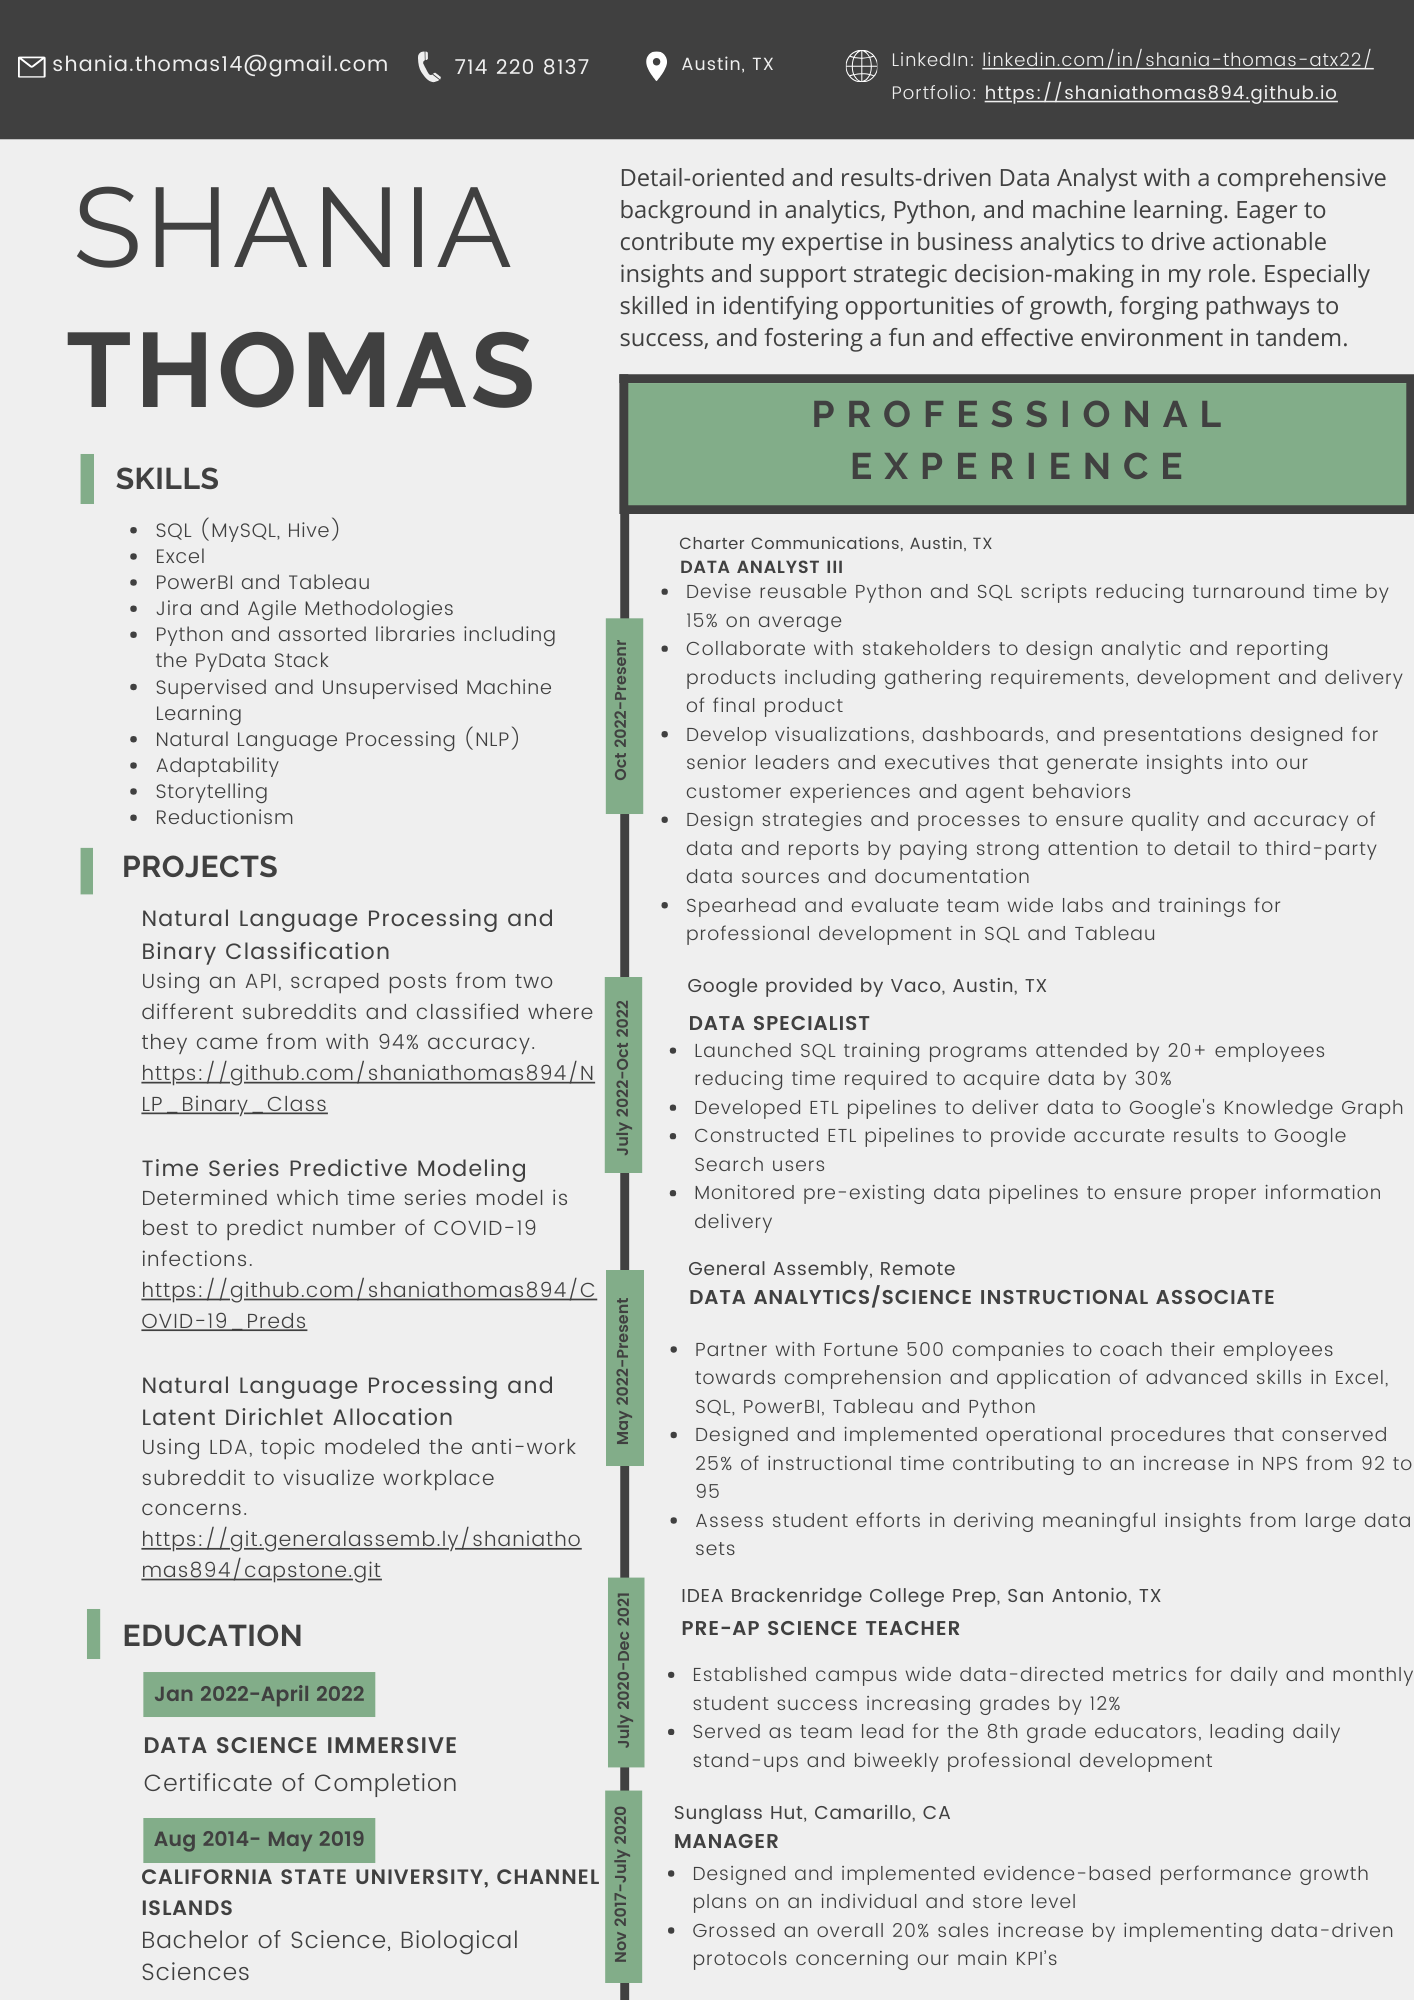 shania.thomas14@gmail.com
714 220 8137
Austin, TX
LinkedIn: linkedin.com/in/shania-thomas-atx22/
Portfolio: https://shaniathomas894.github.io
SHANIA
THOMAS
SKILLS
• SQL (MySQL, Hive)
• Excel
• PowerBI and Tableau
• Jira and Agile Methodologies
• Python and assorted libraries including
the PyData Stack
• Supervised and Unsupervised Machine
Learning
• Natural Language Processing (NLP)
• Adaptability
• Storytelling
• Reductionism
PROJECTS
Natural Language Processing and
Binary Classification
Using an API, scraped posts from two
different subreddits and classified where
they came from with 94% accuracy.
https://github.com/shaniathomas894/N
LP_Binary_Class
Time Series Predictive Modeling
Determined which time series model is
best to predict number of COVID-19
infections.
https://github.com/shaniathomas894/C
OVID-19_Preds
Natural Language Processing and
Latent Dirichlet Allocation
Using LDA, topic modeled the anti-work
subreddit to visualize workplace
concerns.
https://git.generalassemb.ly/shaniatho
mas894/capstone.git
EDUCATION
Jan 2022-April 2022
DATA SCIENCE IMMERSIVE
Certificate of Completion
Aug 2014- May 2019
CALIFORNIA STATE UNIVERSITY, CHANNEL
ISLANDS
Bachelor of Science, Biological
Sciences
Detail-oriented and results-driven Data Analyst with a comprehensive
background in analytics, Python, and machine learning. Eager to
contribute my expertise in business analytics to drive actionable
insights and support strategic decision-making in my role. Especially
skilled in identifying opportunities of growth, forging pathways to
success, and fostering a fun and effective environment in tandem.
PROFESSIONAL
EXPERIENCE
Oct 2022-Presenr
Charter Communications, Austin, TX
DATA ANALYST III
• Devise reusable Python and SQL scripts reducing turnaround time by
15% on average
• Collaborate with stakeholders to design analytic and reporting
products including gathering requirements, development and delivery
of final product
• Develop visualizations, dashboards, and presentations designed for
senior leaders and executives that generate insights into our
customer experiences and agent behaviors
• Design strategies and processes to ensure quality and accuracy of
data and reports by paying strong attention to detail to third-party
data sources and documentation
• Spearhead and evaluate team wide labs and trainings for
professional development in SQL and Tableau
July 2022-Oct 2022
Google provided by Vaco, Austin, TX
DATA SPECIALIST
• Launched SQL training programs attended by 20+ employees
reducing time required to acquire data by 30%
• Developed ETL pipelines to deliver data to Google's Knowledge Graph
• Constructed ETL pipelines to provide accurate results to Google
Search users
• Monitored pre-existing data pipelines to ensure proper information
delivery
May 2022-Present
General Assembly, Remote
DATA ANALYTICS/SCIENCE INSTRUCTIONAL ASSOCIATE
• Partner with Fortune 500 companies to coach their employees
towards comprehension and application of advanced skills in Excel,
SQL, PowerBI, Tableau and Python
• Designed and implemented operational procedures that conserved
25% of instructional time contributing to an increase in NPS from 92 to
95
• Assess student efforts in deriving meaningful insights from large data
sets
July 2020-Dec 2021
IDEA Brackenridge College Prep, San Antonio, TX
PRE-AP SCIENCE TEACHER
• Established campus wide data-directed metrics for daily and monthly
student success increasing grades by 12%
• Served as team lead for the 8th grade educators, leading daily
stand-ups and biweekly professional development
Nov 2017-July 2020
Sunglass Hut, Camarillo, CA
MANAGER
• Designed and implemented evidence-based performance growth
plans on an individual and store level
• Grossed an overall 20% sales increase by implementing data-driven
protocols concerning our main KPI's